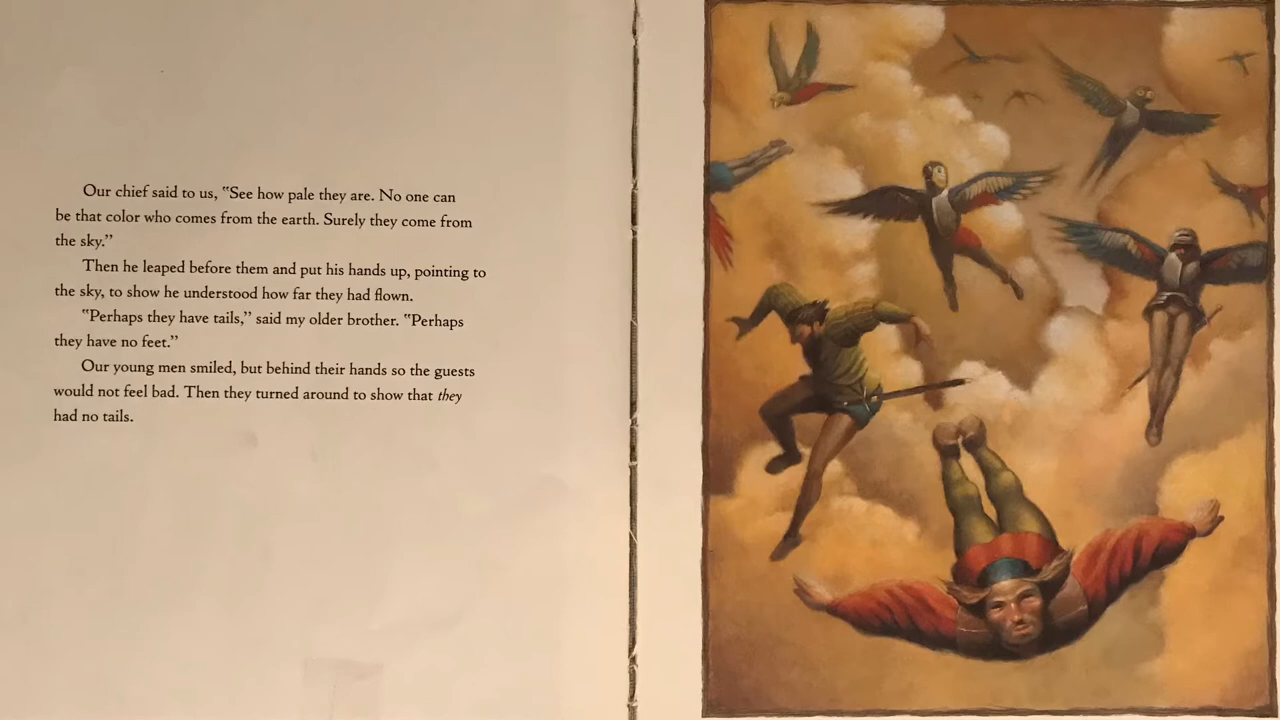 Our chief said to us, "See how pale they are. No one can
be that color who comes from the earth. Surely they come from
the sky."
Then he leaped before them and put his hands up, pointing to
the sky, to show he understood how far they had flown.
"Perhaps they have tails," said my older brother. "Perhaps
they have no feet."
Our young men smiled, but behind their hands so the guests
would not feel bad. Then they turned around to show that they
had no tails.